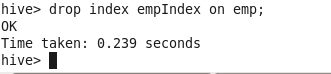 hive> drop index empIndex on emp;
OK
Time taken: 0.239 seconds
hive>